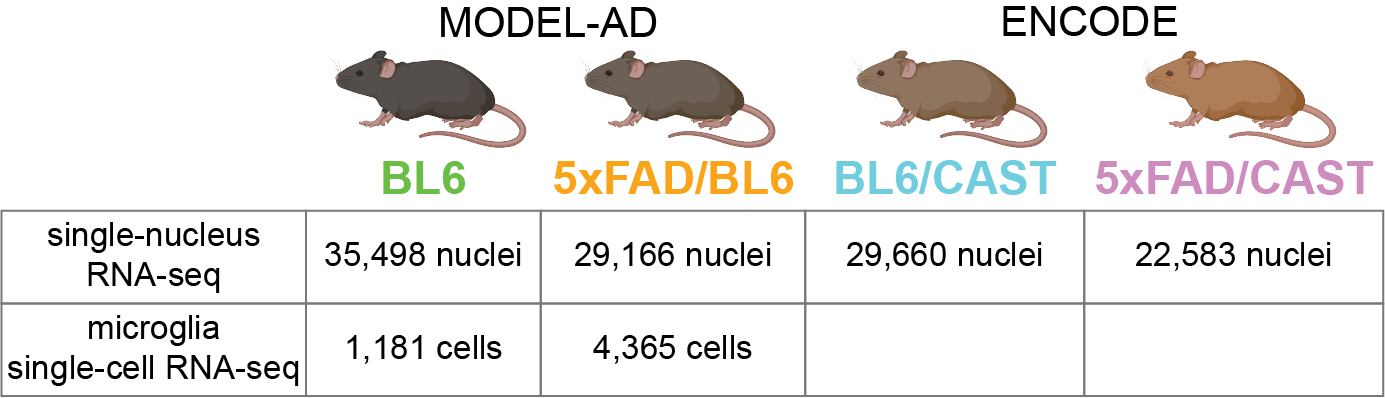 MODEL-AD ENCODE
BL6 5xFAD/BL6 BL6/CAST 5xFAD/CAST
single-nucleus
RNA-seq
35,498 nuclei 29,166 nuclei 29,660 nuclei 22,583 nuclei
microglia
single-cell RNA-seq
1,181 cells 4,365 cells